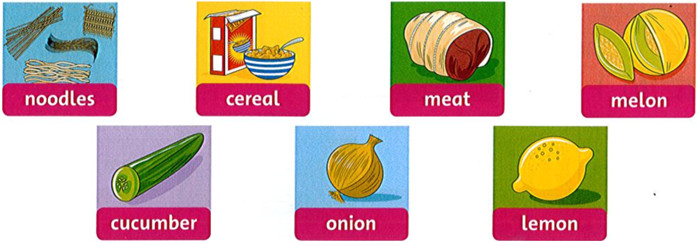 noodles
cereal
meat
melon
cucumber
onion
lemon